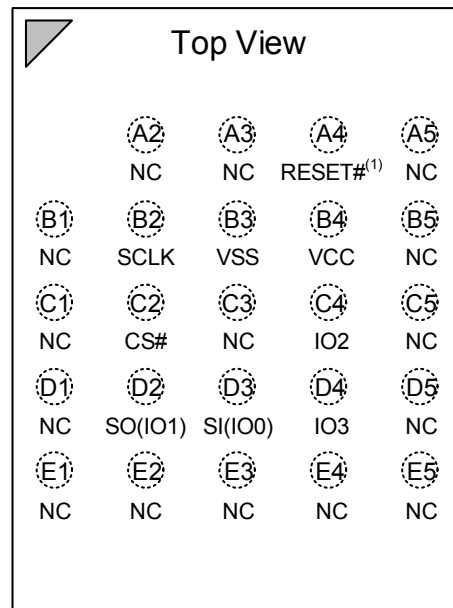 Top View
A2 A3 A4 A5
NC NC RESET#(1) NC
B1 B2 B3 B4 B5
NC SCLK VSS VCC NC
C1 C2 C3 C4 C5
NC CS# NC IO2 NC
D1 D2 D3 D4 D5
NC SO(IO1) SI(IO0) IO3 NC
E1 E2 E3 E4 E5
NC NC NC NC NC